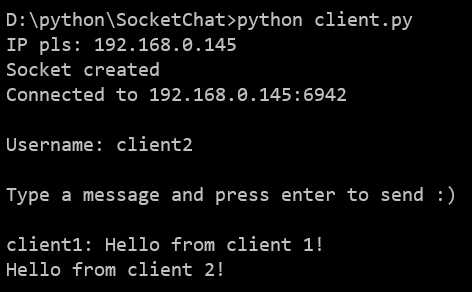 D:\python\SocketChat>python client.py
IP pls: 192.168.0.145
Socket created
Connected to 192.168.0.145:6942
Username: client2
Type a message and press enter to send :)
client1: Hello from client 1!
Hello from client 2!